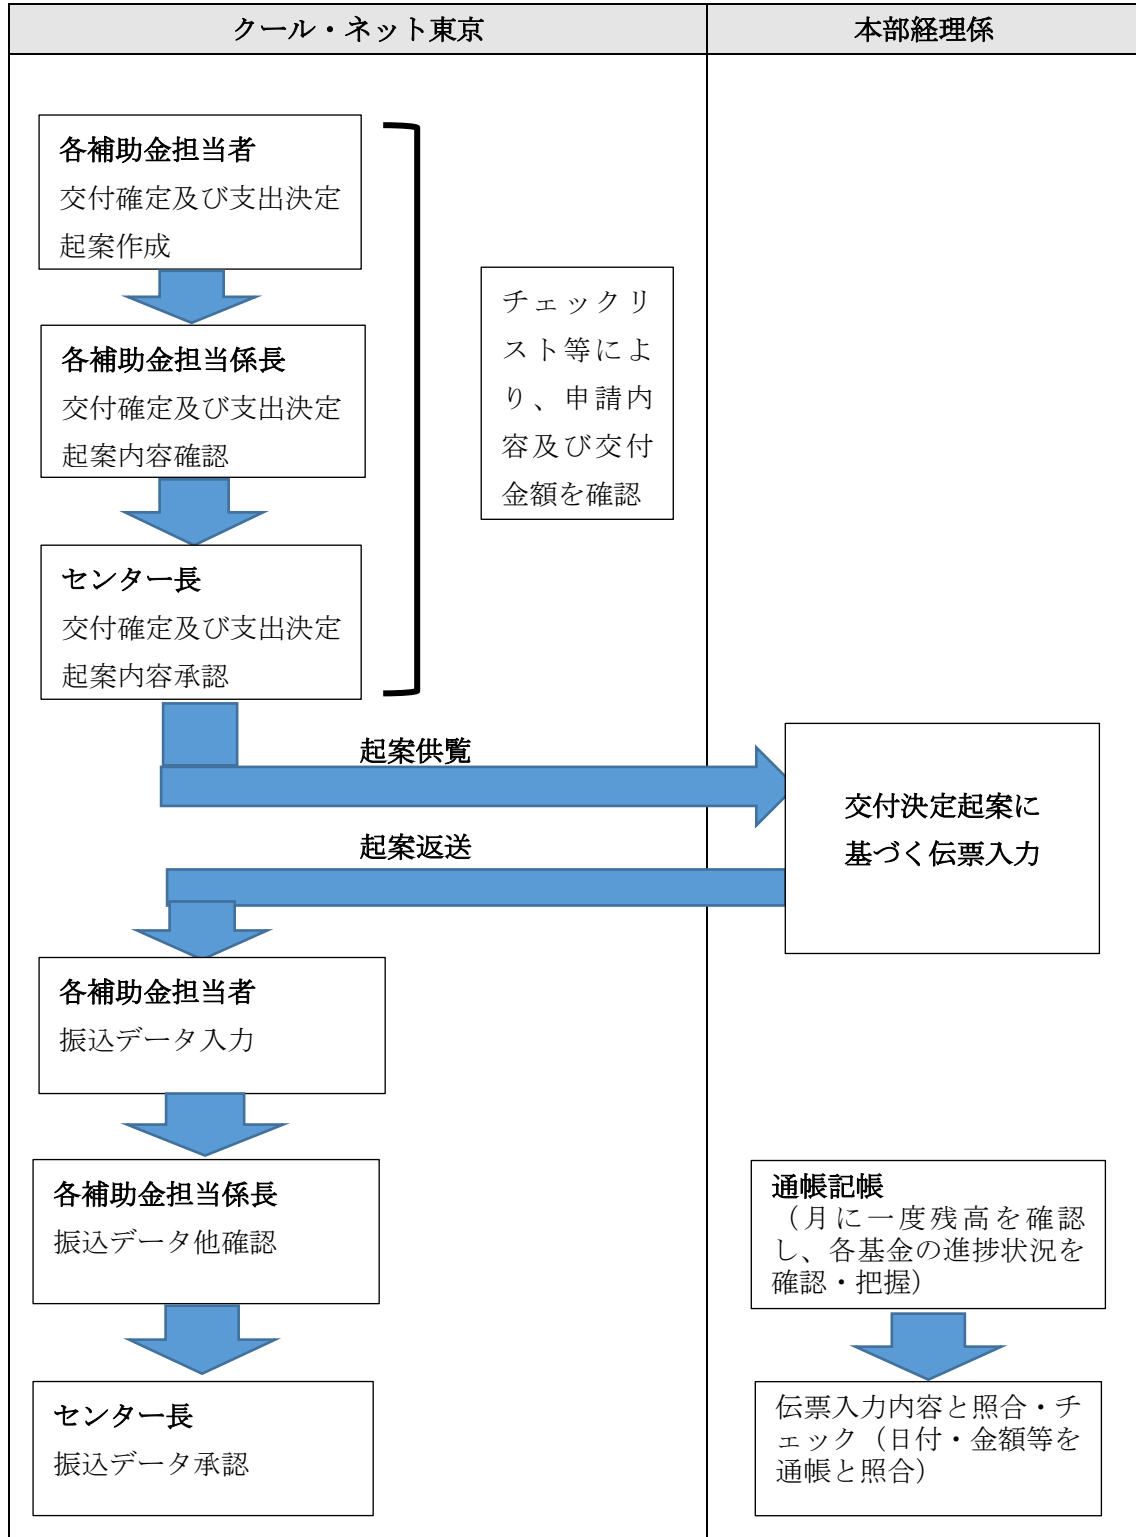 クール・ネット東京
本部経理係
各補助金担当者
交付確定及び支出決定
起案作成
各補助金担当係長
交付確定及び支出決定
起案内容確認
センター長
交付確定及び支出決定
起案内容承認
チェックリ
スト等によ
り、申請内
容及び交付
金額を確認
起案供覧
交付決定起案に
基づく伝票入力
起案返送
各補助金担当者
振込データ入力
各補助金担当係長
振込データ他確認
センター長
振込データ承認
通帳記帳
（月に一度残高を確認
し、各基金の進捗状況を
確認・把握）
伝票入力内容と照合・チ
ェック（日付・金額等を
通帳と照合）